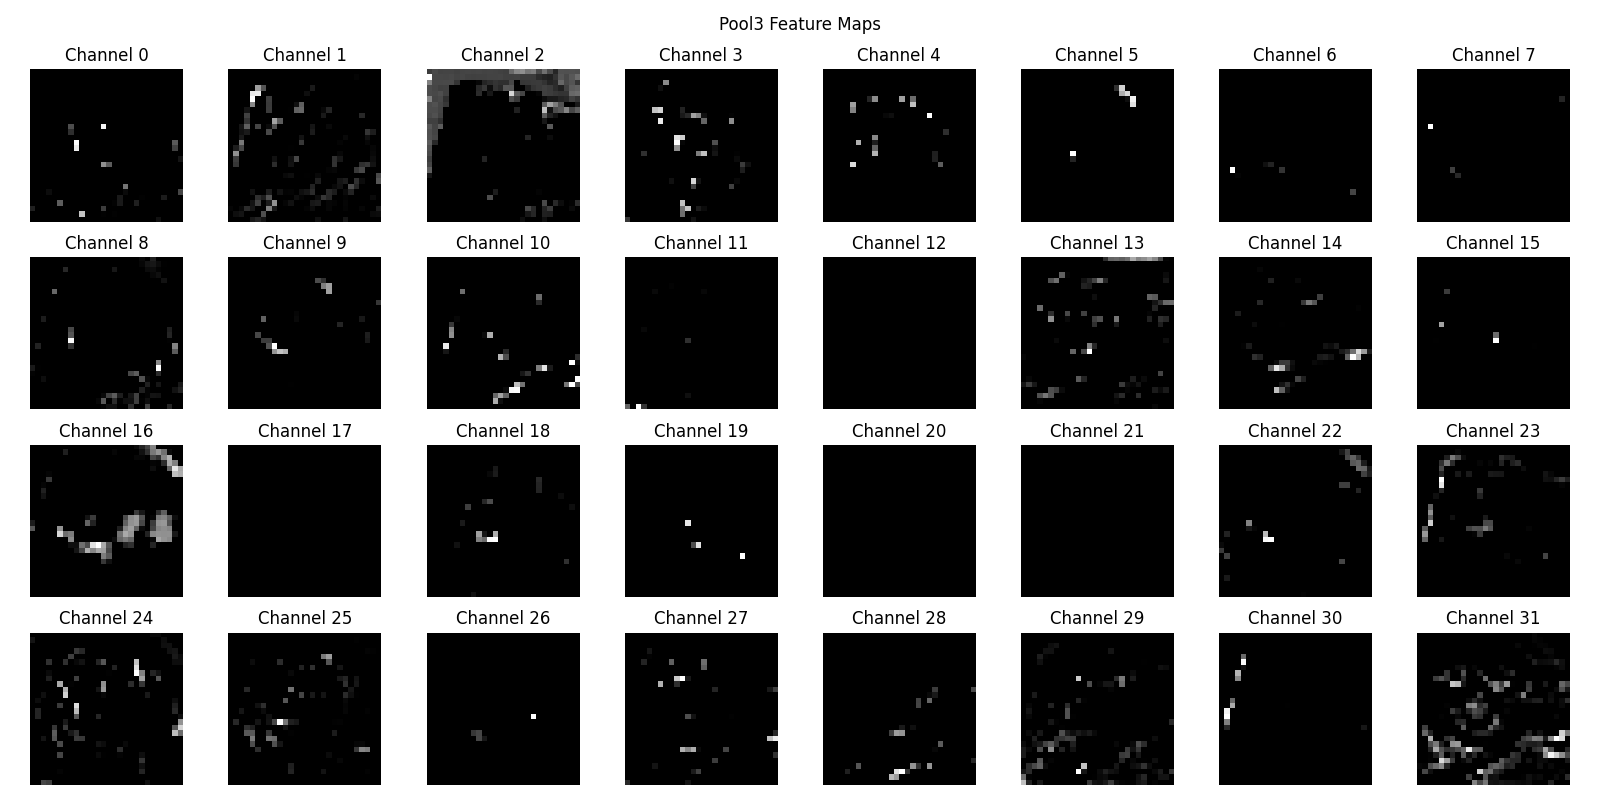 Pool3 Feature Maps
Channel 0 Channel 1 Channel 2 Channel 3 Channel 4 Channel 5 Channel 6 Channel 7
Channel 8 Channel 9 Channel 10 Channel 11 Channel 12 Channel 13 Channel 14 Channel 15
Channel 16 Channel 17 Channel 18 Channel 19 Channel 20 Channel 21 Channel 22 Channel 23
Channel 24 Channel 25 Channel 26 Channel 27 Channel 28 Channel 29 Channel 30 Channel 31